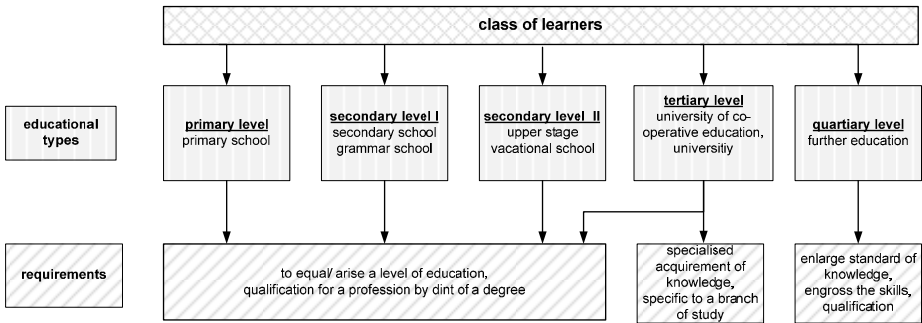 class of learners
educational
types
primary level
primary school
secondary level I
secondary school
grammar school
secondary level II
upper stage
vacational school
tertiary level
university of co-
operative education,
universitiy
quartiary level
further education
requirements
to equal/ arise a level of education,
qualification for a profession by dint of a degree
specialised
acquirement of
knowledge,
specific to a branch
of study
enlarge standard of
knowledge,
engross the skills,
qualification